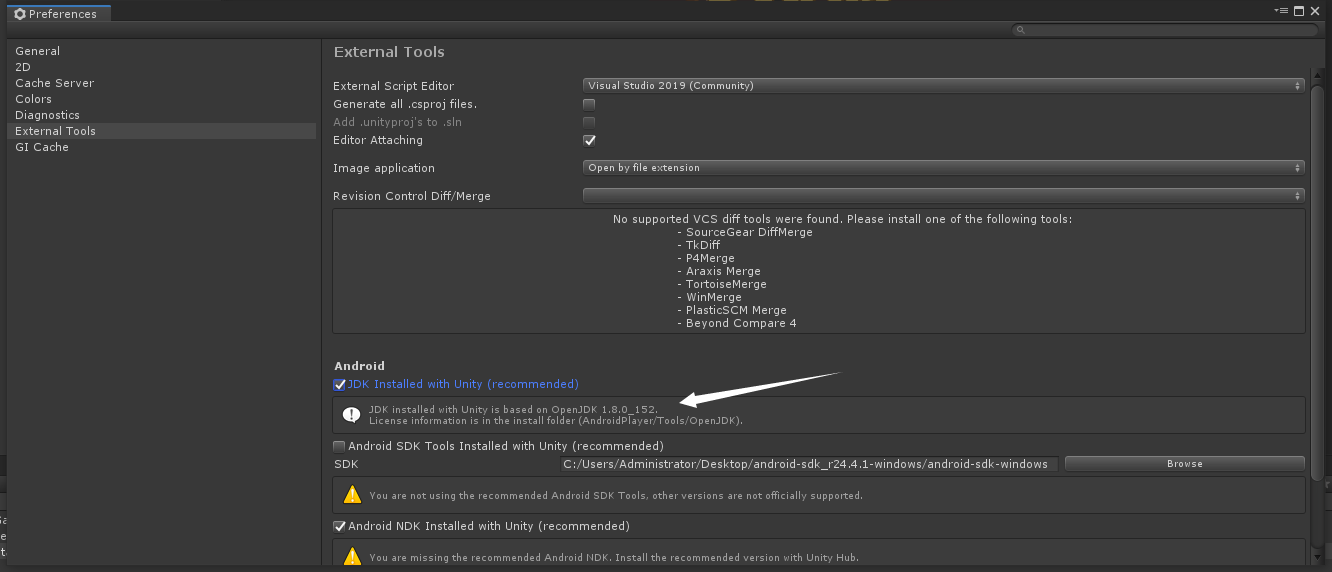 Preferences
General
2D
Cache Server
Colors
Diagnostics
External Tools
GI Cache
External Tools
External Script Editor
Visual Studio 2019 (Community)
Generate all .csproj files.
Add .unityproj's to .sln
Editor Attaching
Image application
Open by file extension
Revision Control Diff/Merge
No supported VCS diff tools were found. Please install one of the following tools:
- SourceGear DiffMerge
- TkDiff
- P4Merge
- Araxis Merge
- TortoiseMerge
- WinMerge
- PlasticSCM Merge
- Beyond Compare 4
Android
JDK Installed with Unity (recommended)
JDK installed with Unity is based on OpenJDK 1.8.0_152.
License information is in the install folder (AndroidPlayer/Tools/OpenJDK).
Android SDK Tools Installed with Unity (recommended)
SDK
C:/Users/Administrator/Desktop/android-sdk_r24.4.1-windows/android-sdk-windows
Browse
You are not using the recommended Android SDK Tools, other versions are not officially supported.
Android NDK Installed with Unity (recommended)
You are missing the recommended Android NDK. Install the recommended version with Unity Hub.